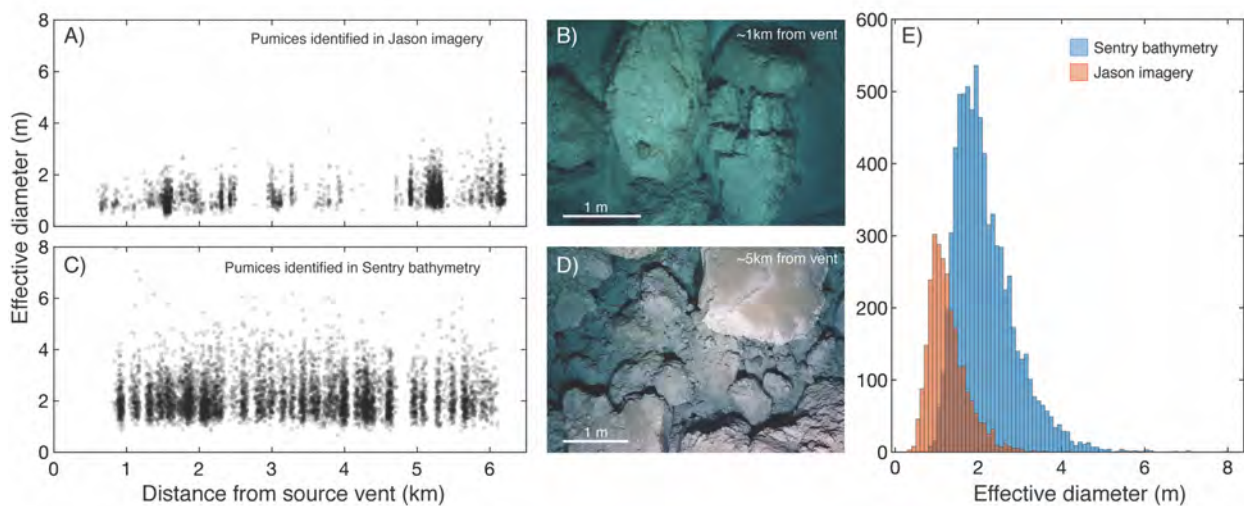 A)
Pumices identified in Jason imagery
8
6
4
2
0
B)
~1km from vent
1 m
E)
Sentry bathymetry
Jason imagery
600
500
400
300
200
100
0
Effective diameter (m)
C)
Pumices identified in Sentry bathymetry
8
6
4
2
0
D)
~5km from vent
1 m
0 1 2 3 4 5 6
Distance from source vent (km)
0 2 4 6 8
Effective diameter (m)